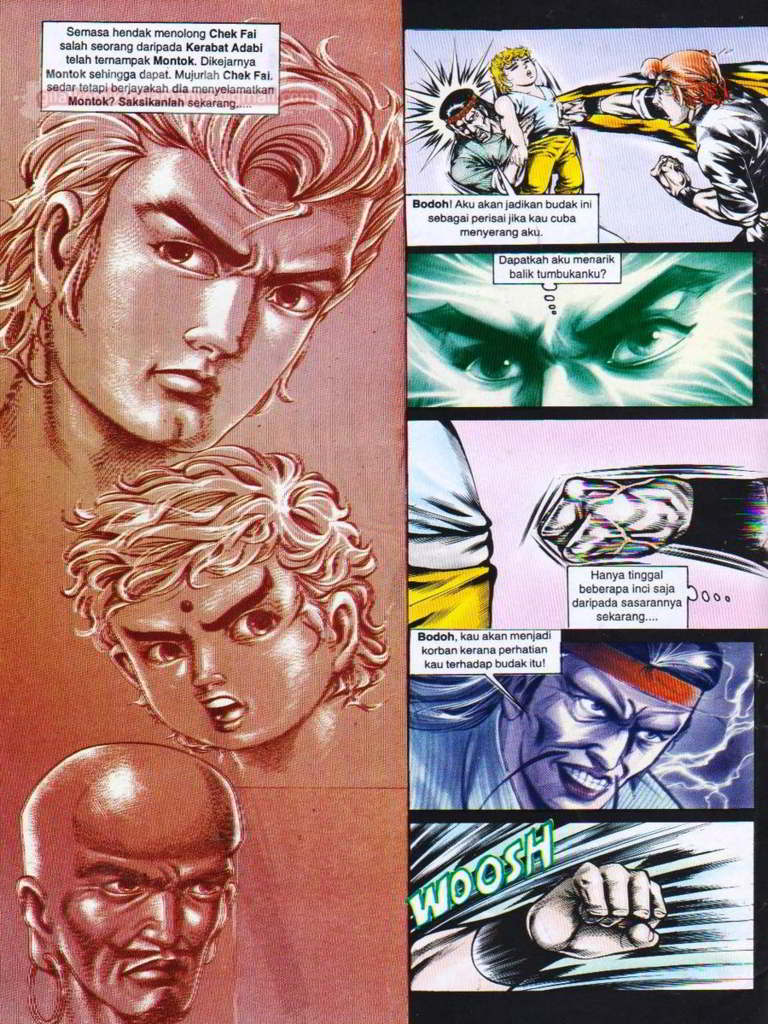 Semasa hendak menolong Chek Fai
salah seorang daripada Kerabat Adabi
telah ternampak Montok. Dikejarnya
Montok sehingga dapat. Mujurlah Chek Fai.
sedar tetapi berjayakah dia menyelamatkan
Montok? Saksikanlah sekarang....
Bodoh! Aku akan jadikan budak ini
sebagai perisai jika kau cuba
menyerang aku.
Dapatkah aku menarik
balik tumbukanku?
Hanya tinggal
beberapa inci saja
daripada sasarannya
sekarang....
Bodoh, kau akan menjadi
korban kerana perhatian
kau terhadap budak itu!
WOOSH